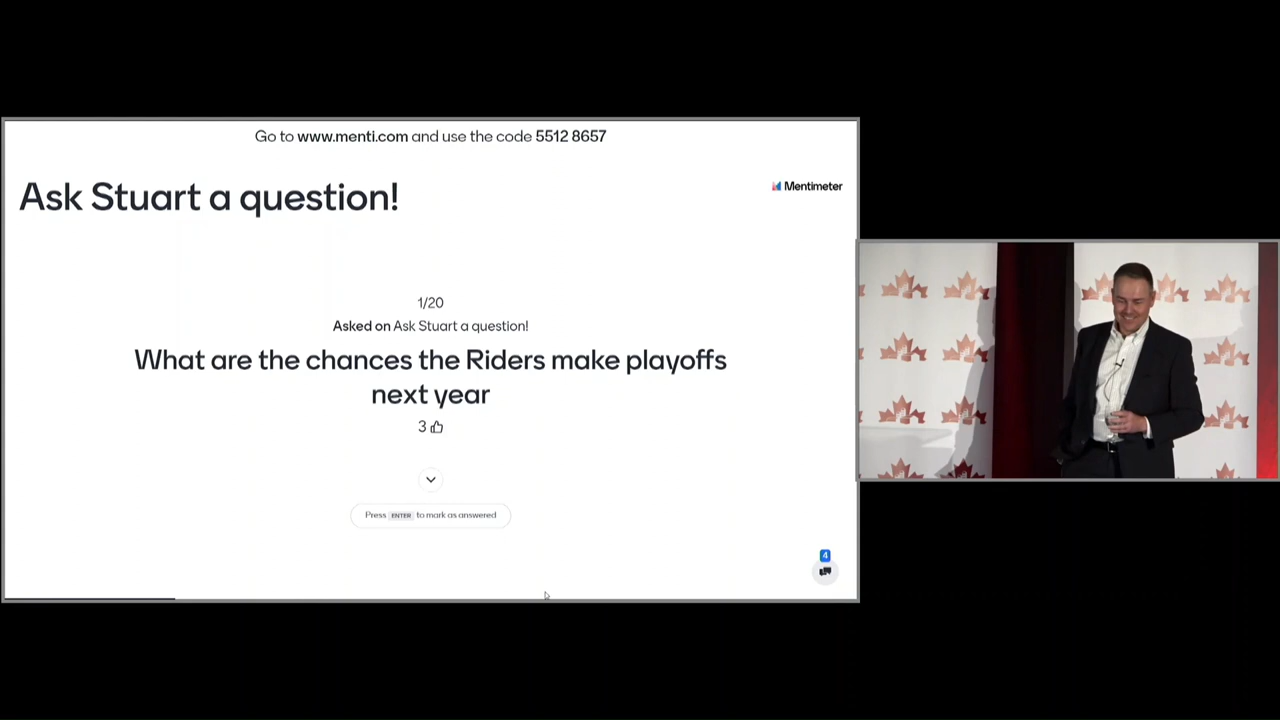 Go to www.menti.com and use the code 5512 8657
Ask Stuart a question!
Mentimeter
1/20
Asked on Ask Stuart a question!
What are the chances the Riders make playoffs
next year
3
Press ENTER to mark as answered
4